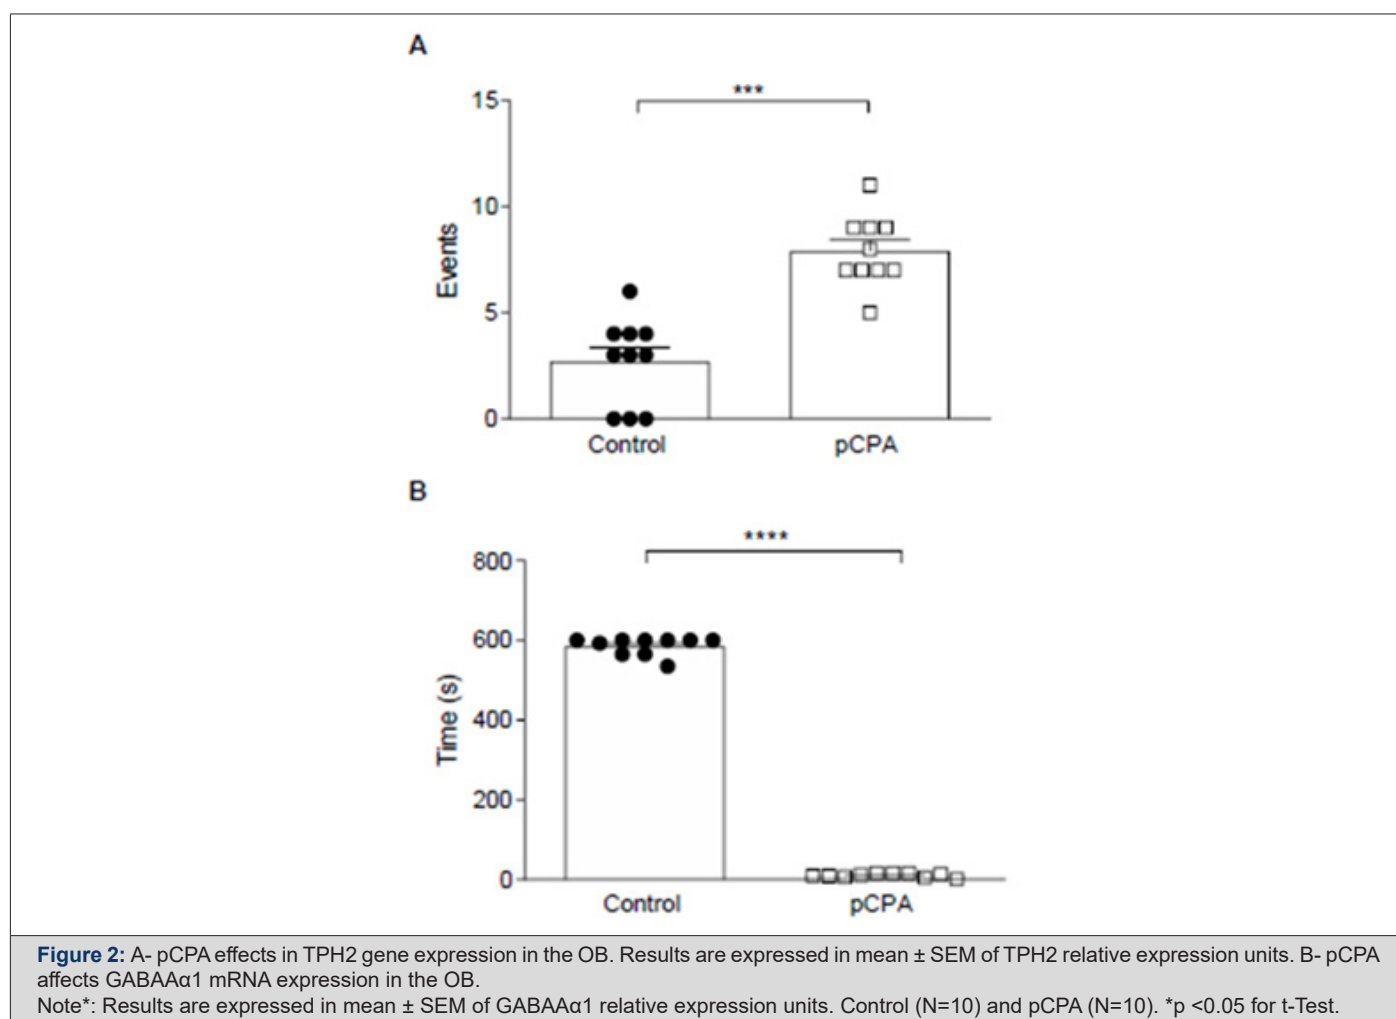 A
***
15
10
5
0
Events
Control pCPA
B
****
800
600
400
200
0
Time (s)
Control pCPA
Figure 2: A- pCPA effects in TPH2 gene expression in the OB. Results are expressed in mean ± SEM of TPH2 relative expression units. B- pCPA
affects GABAAα1 mRNA expression in the OB.
Note*: Results are expressed in mean ± SEM of GABAAα1 relative expression units. Control (N=10) and pCPA (N=10). *p <0.05 for t-Test.